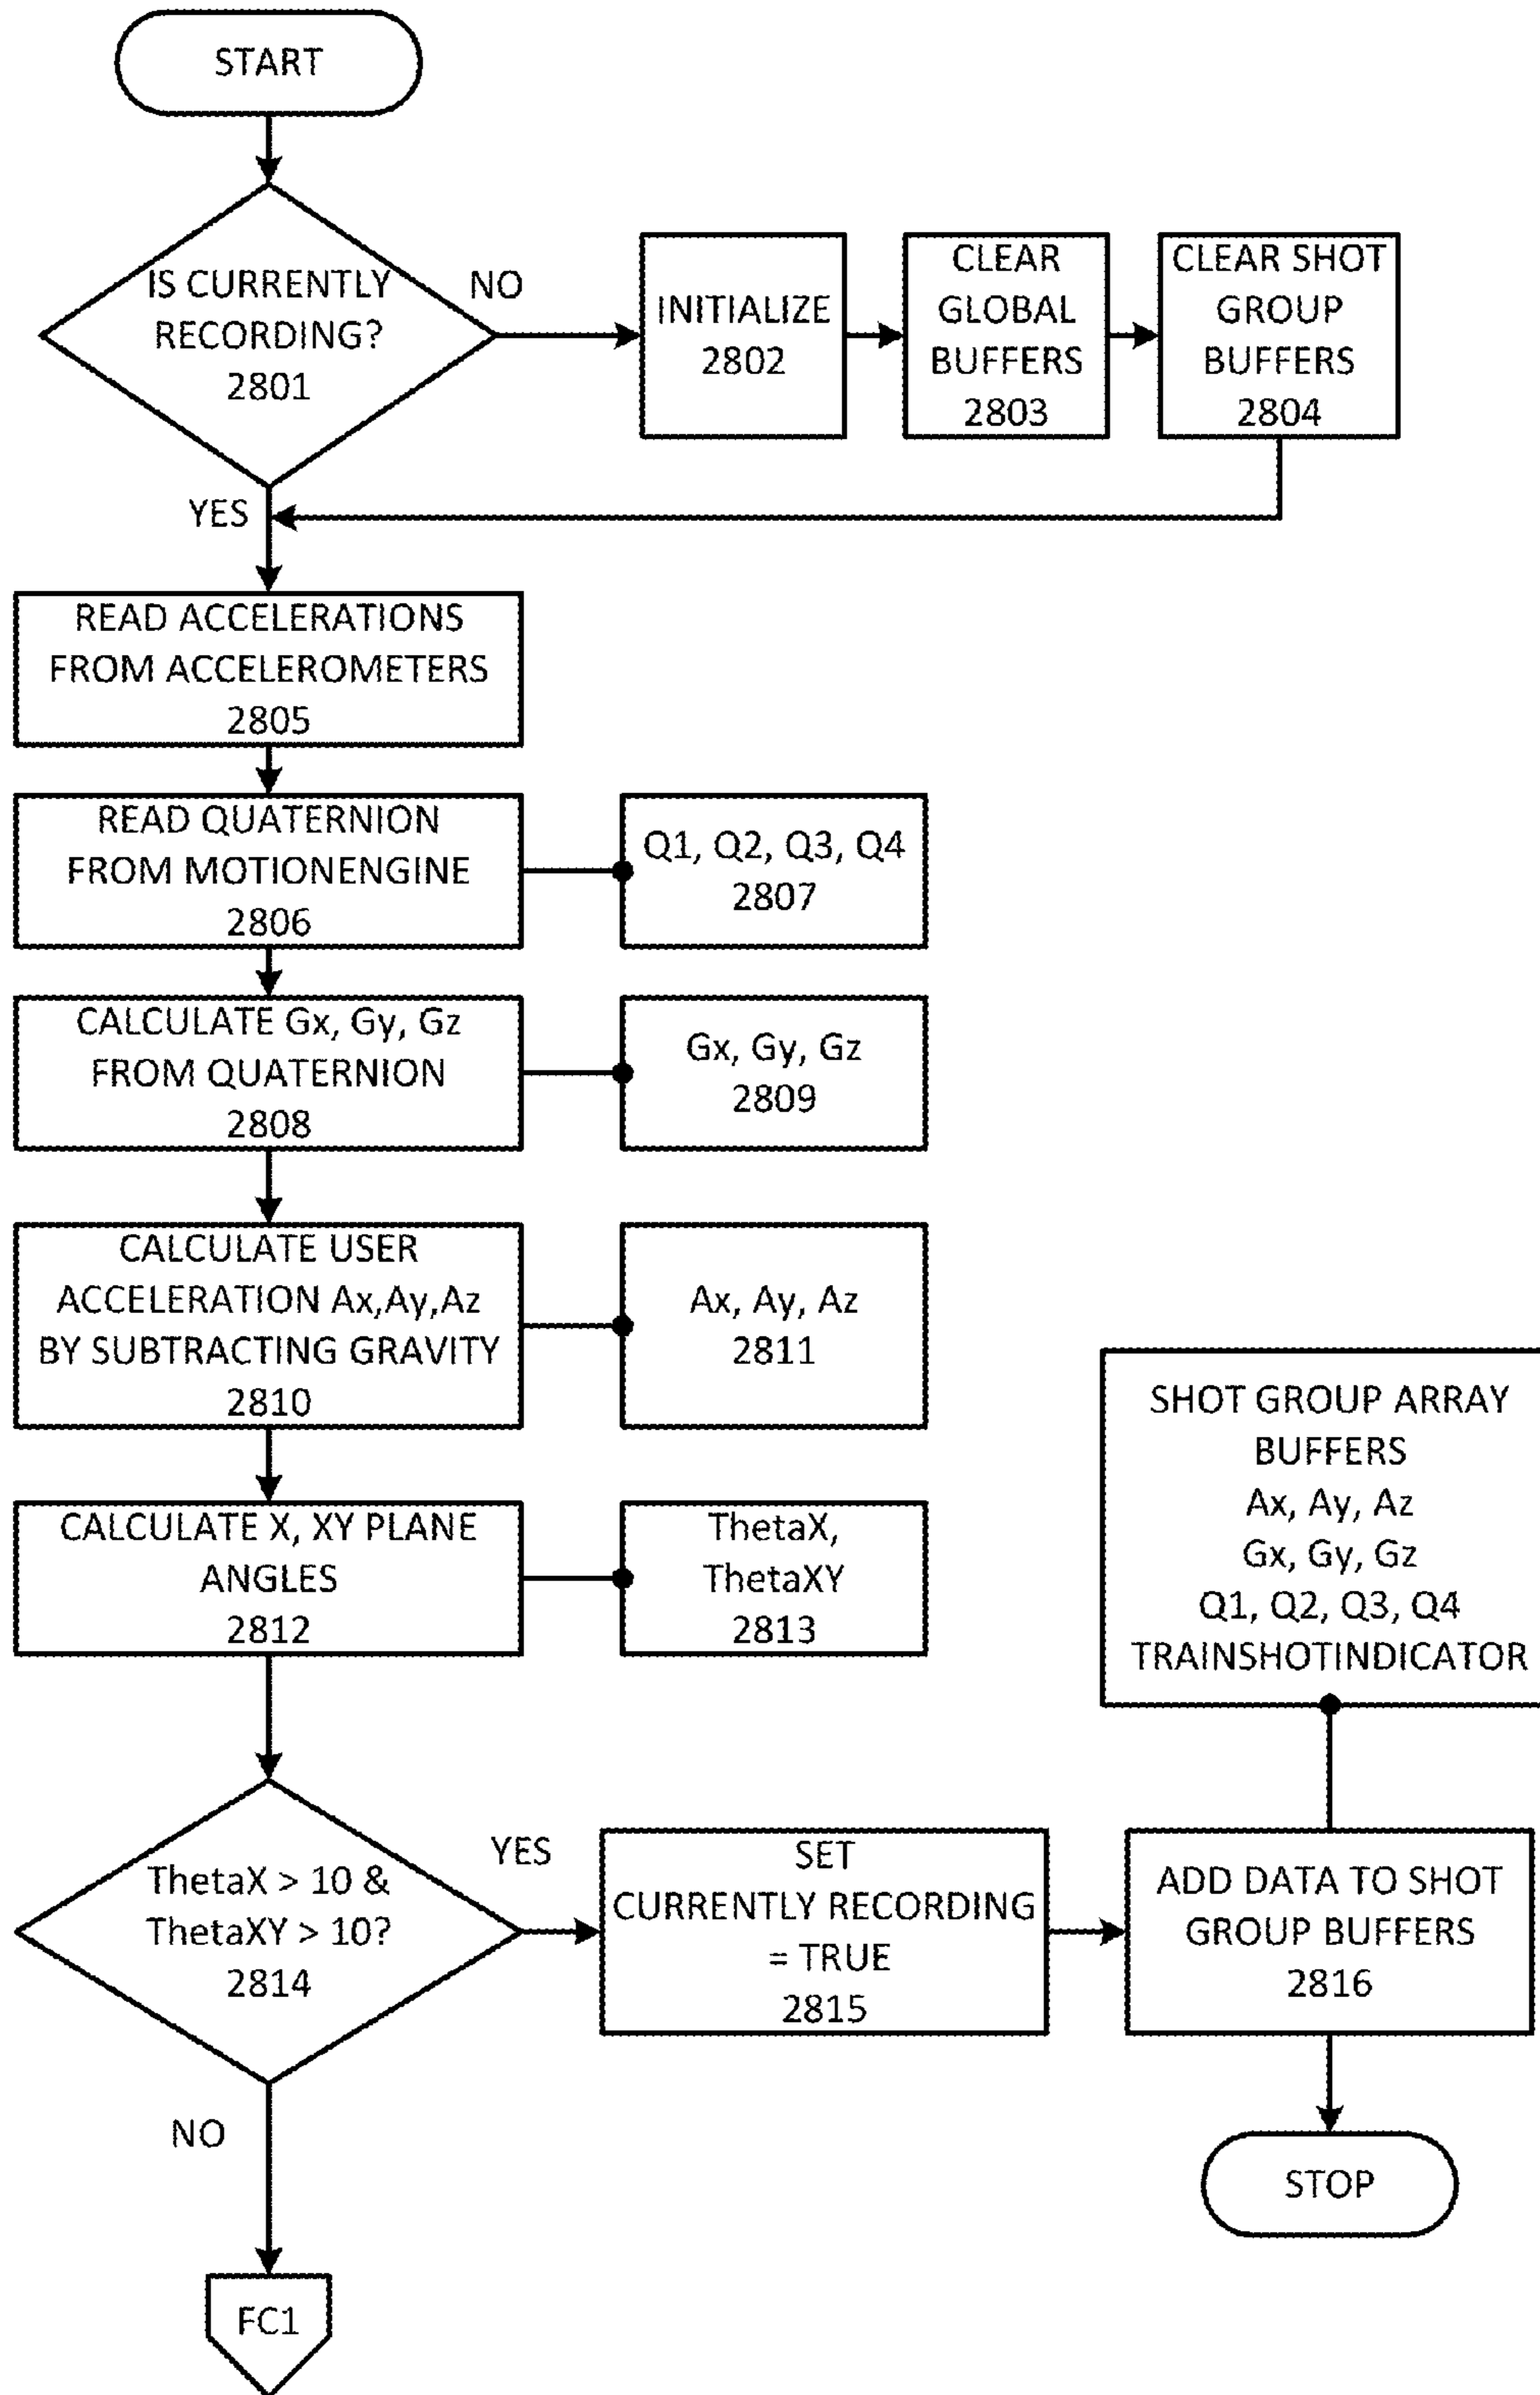 START
IS CURRENTLY
RECORDING?
2801
NO
INITIALIZE
2802
CLEAR
GLOBAL
BUFFERS
2803
CLEAR SHOT
GROUP
BUFFERS
2804
YES
READ ACCELERATIONS
FROM ACCELEROMETERS
2805
READ QUATERNION
FROM MOTIONENGINE
2806
Q1, Q2, Q3, Q4
2807
CALCULATE Gx, Gy, Gz
FROM QUATERNION
2808
Gx, Gy, Gz
2809
CALCULATE USER
ACCELERATION Ax,Ay,Az
BY SUBTRACTING GRAVITY
2810
Ax, Ay, Az
2811
CALCULATE X, XY PLANE
ANGLES
2812
ThetaX,
ThetaXY
2813
SHOT GROUP ARRAY
BUFFERS
Ax, Ay, Az
Gx, Gy, Gz
Q1, Q2, Q3, Q4
TRAINSHOTINDICATOR
ThetaX > 10 &
ThetaXY > 10?
2814
YES
SET
CURRENTLY RECORDING
= TRUE
2815
ADD DATA TO SHOT
GROUP BUFFERS
2816
NO
STOP
FC1